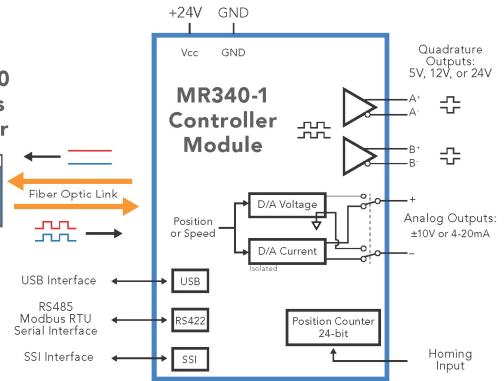 +24V GND
Vcc GND
0
s
r
MR340-1
Controller
Module
Quadrature
Outputs:
5V, 12V, or 24V
A+
A-
B+
B-
Fiber Optic Link
Position
or Speed
D/A Voltage
D/A Current
Isolated
+
Analog Outputs:
±10V or 4-20mA
–
USB Interface
USB
RS485
Modbus RTU
Serial Interface
RS422
SSI Interface
SSI
Position Counter
24-bit
Homing
Input